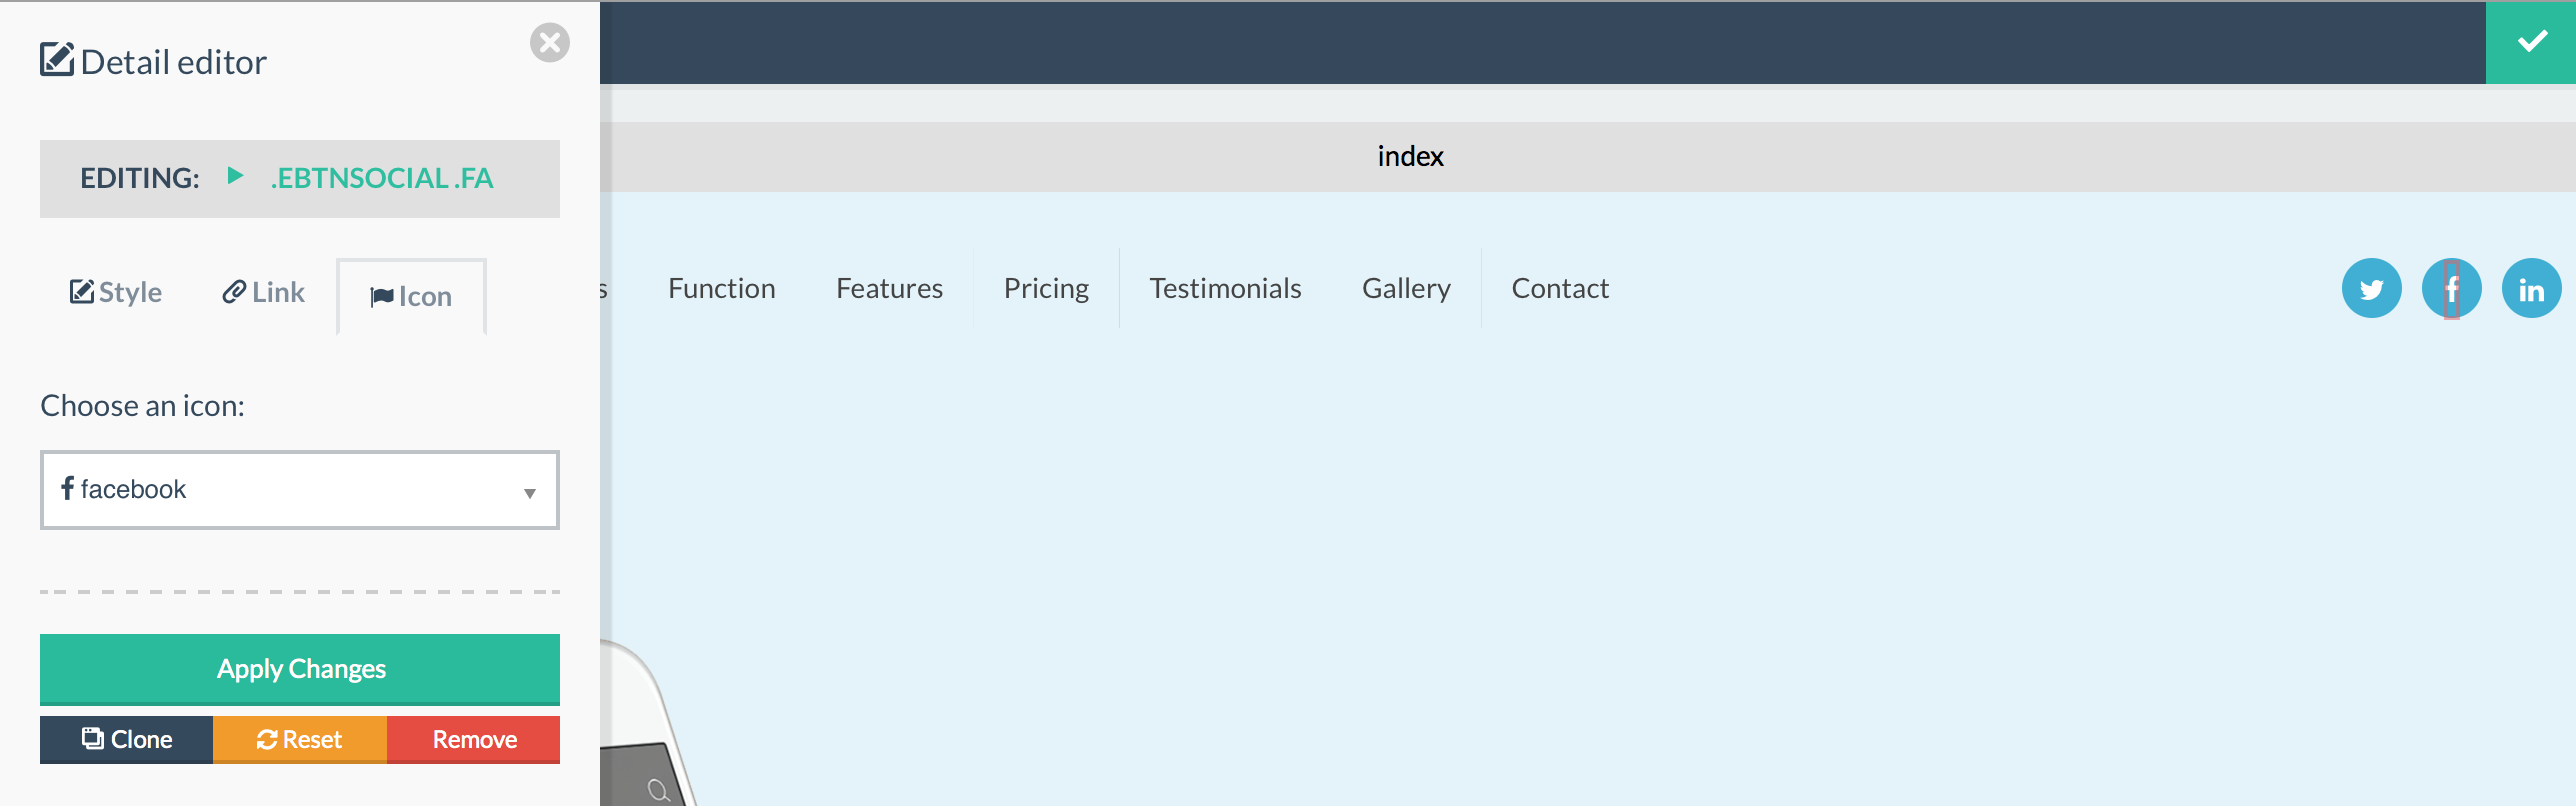 Detail editor
EDITING: .EBTNSOCIAL .FA
Style Link Icon
Choose an icon:
facebook
Apply Changes
Clone Reset Remove
index
s Function Features Pricing Testimonials Gallery Contact